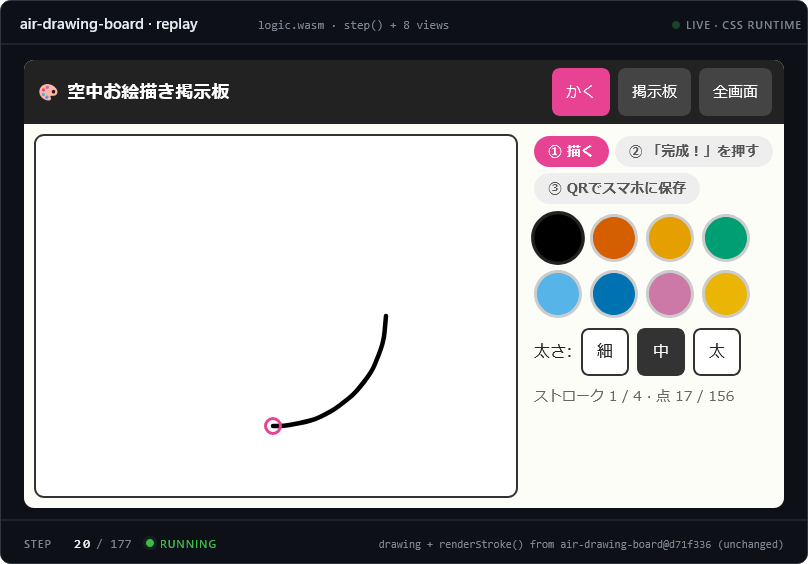 air-drawing-board · replay
logic.wasm · step() + 8 views
LIVE · CSS RUNTIME
空中お絵描き掲示板
かく
掲示板
全画面
① 描く
② 「完成！」を押す
③ QRでスマホに保存
太さ: 細 中 太
ストローク 1 / 4 · 点 17 / 156
STEP 20 / 177 RUNNING
drawing + renderStroke() from air-drawing-board@d71f336 (unchanged)